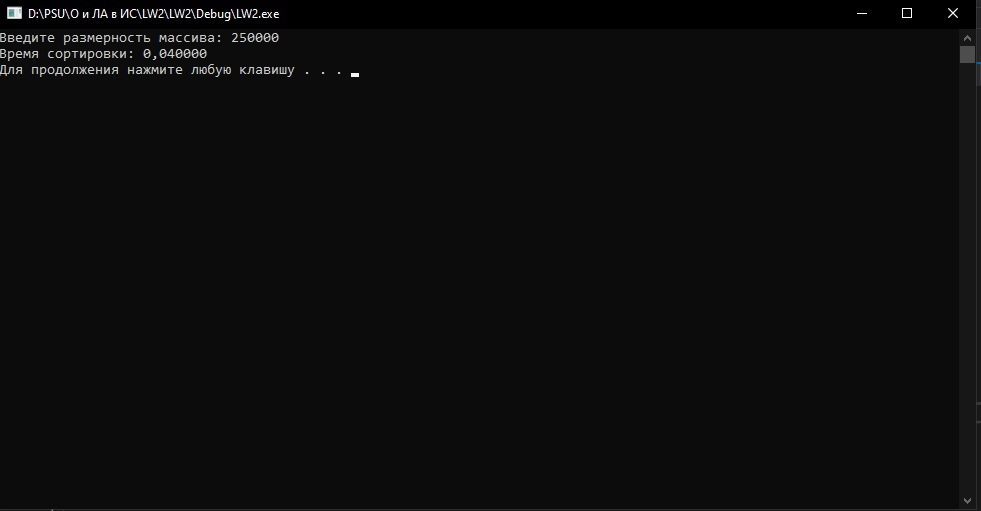 D:\PSU\О и ЛА в ИС\LW2\LW2\Debug\LW2.exe
Введите размерность массива: 250000
Время сортировки: 0,040000
Для продолжения нажмите любую клавишу . . .